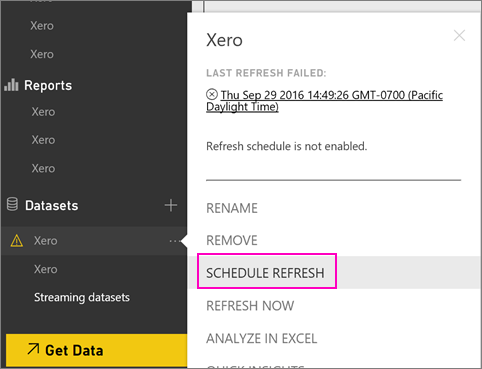 Xero
Xero
Reports
Xero
Xero
Xero
Datasets
Xero
Xero
Streaming datasets
Get Data
Xero
LAST REFRESH FAILED:
Thu Sep 29 2016 14:49:26 GMT-0700 (Pacific
Daylight Time)
Refresh schedule is not enabled.
RENAME
REMOVE
SCHEDULE REFRESH
REFRESH NOW
ANALYZE IN EXCEL
QUICK INSIGHTS